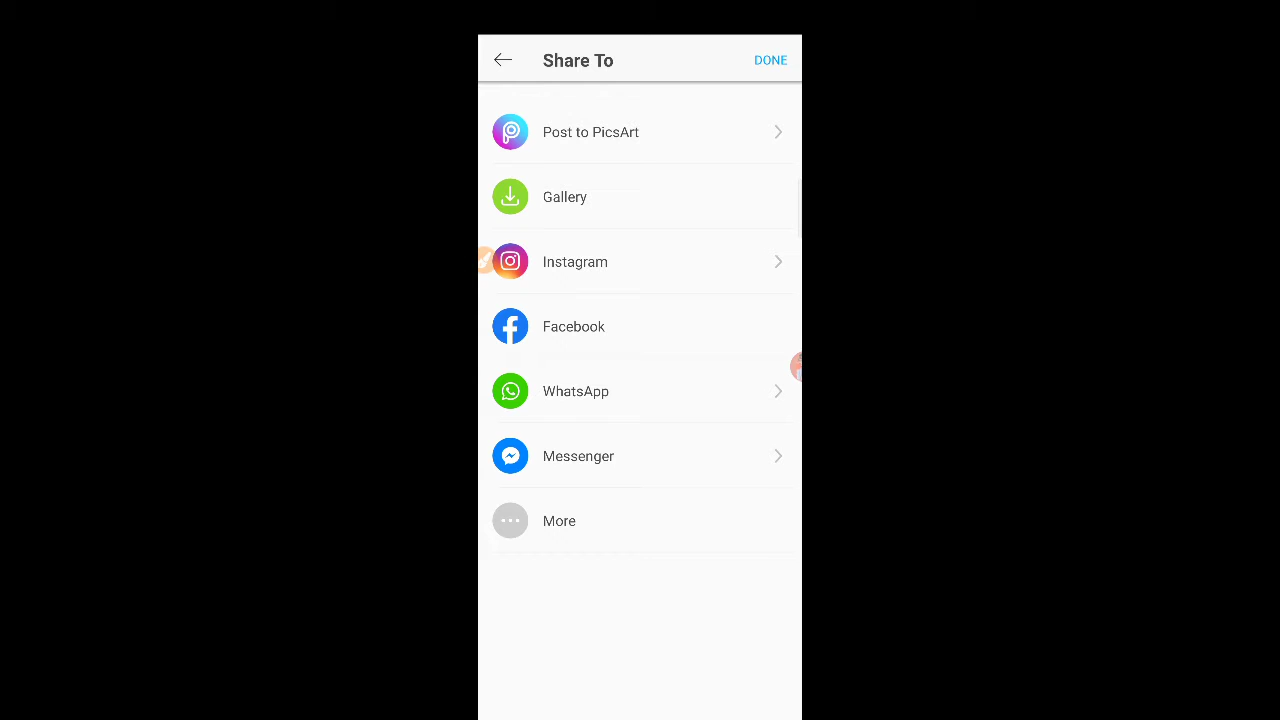 Share To
DONE
Post to PicsArt
Gallery
Instagram
Facebook
WhatsApp
Messenger
More